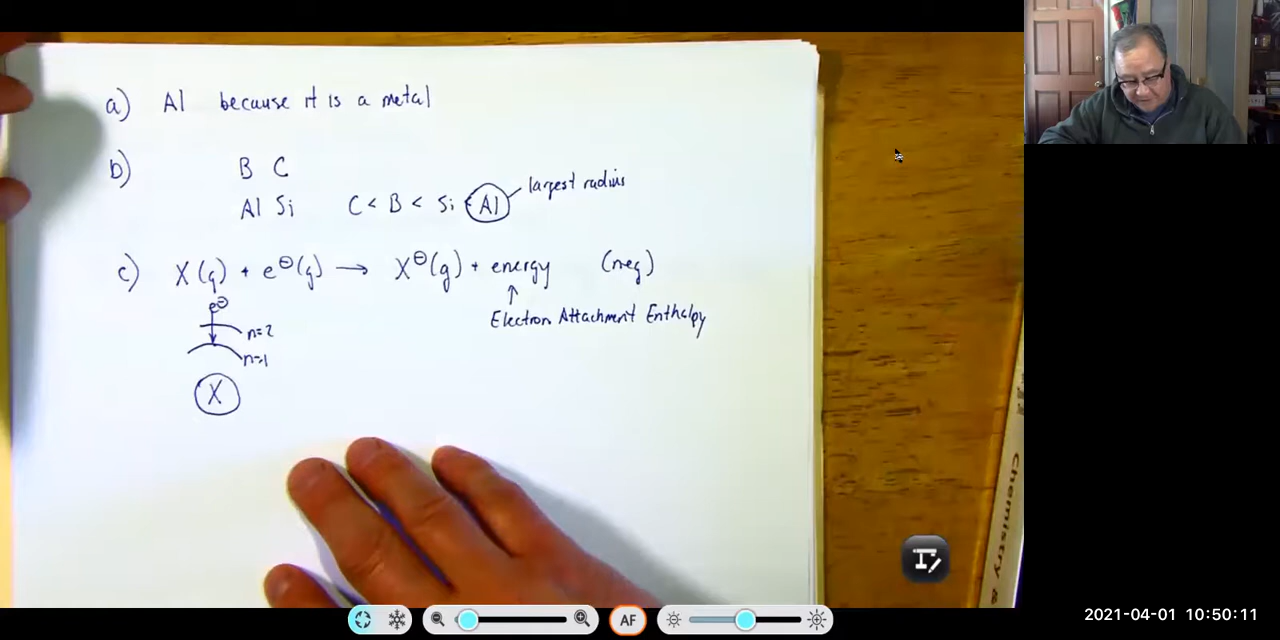 a) Al because it is a metal
b) B C
Al Si C < B < Si < Al largest radius
c) X(g) + e⊖(g) → X⊖(g) + energy (neg)
↑
Electron Attachment Enthalpy
e⊖
n=2
n=1
X
Chemistry &
AF
2021-04-01 10:50:11